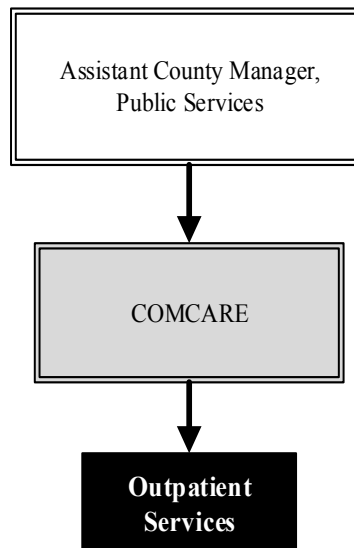 Assistant County Manager,
Public Services
COMCARE
Outpatient
Services